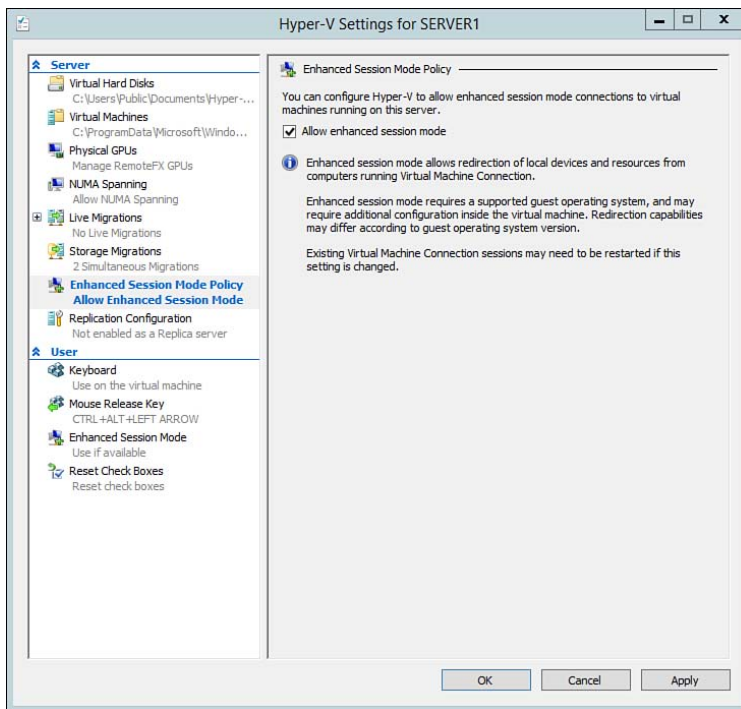 Hyper-V Settings for SERVER1
Server
Virtual Hard Disks
C:\Users\Public\Documents\Hyper-...
Virtual Machines
C:\ProgramData\Microsoft\Windo...
Physical GPUs
Manage RemoteFX GPUs
NUMA Spanning
Allow NUMA Spanning
Live Migrations
No Live Migrations
Storage Migrations
2 Simultaneous Migrations
Enhanced Session Mode Policy
Allow Enhanced Session Mode
Replication Configuration
Not enabled as a Replica server
User
Keyboard
Use on the virtual machine
Mouse Release Key
CTRL+ALT+LEFT ARROW
Enhanced Session Mode
Use if available
Reset Check Boxes
Reset check boxes
Enhanced Session Mode Policy
You can configure Hyper-V to allow enhanced session mode connections to virtual
machines running on this server.
Allow enhanced session mode
Enhanced session mode allows redirection of local devices and resources from
computers running Virtual Machine Connection.
Enhanced session mode requires a supported guest operating system, and may
require additional configuration inside the virtual machine. Redirection capabilities
may differ according to guest operating system version.
Existing Virtual Machine Connection sessions may need to be restarted if this
setting is changed.
OK
Cancel
Apply